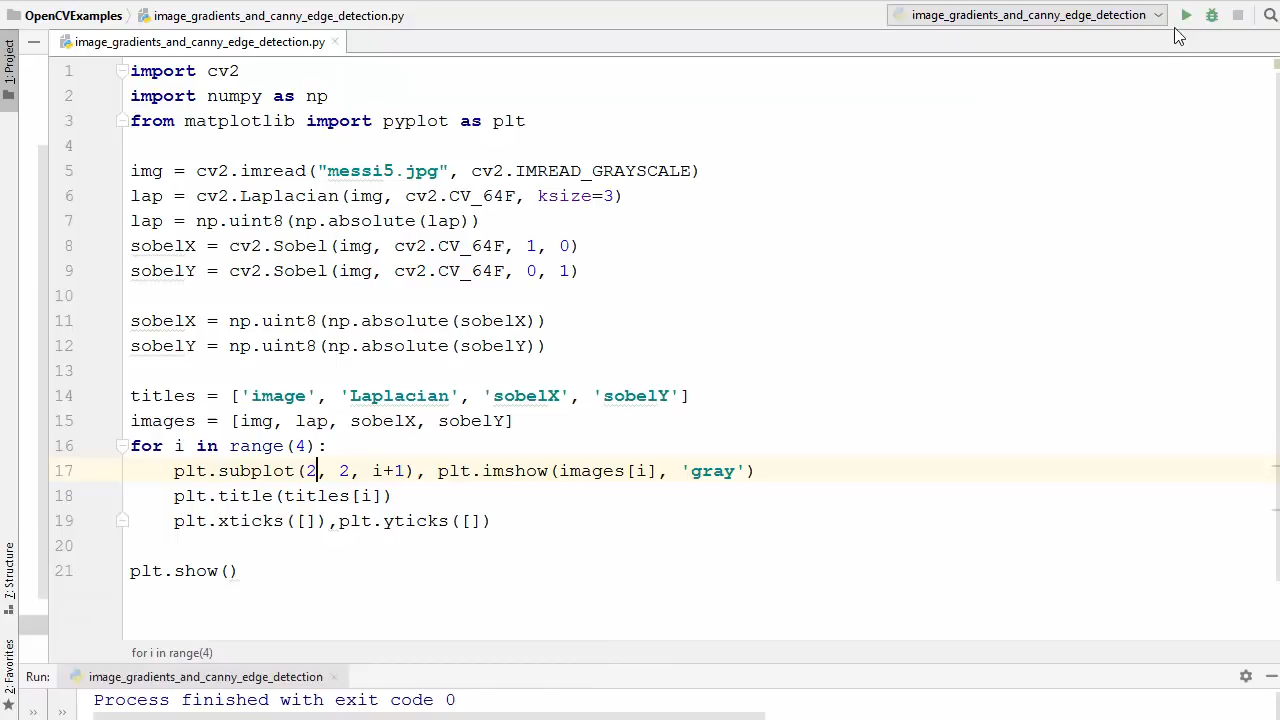 OpenCVExamples image_gradients_and_canny_edge_detection.py image_gradients_and_canny_edge_detection
image_gradients_and_canny_edge_detection.py
1: Project
1 import cv2
2 import numpy as np
3 from matplotlib import pyplot as plt
4
5 img = cv2.imread("messi5.jpg", cv2.IMREAD_GRAYSCALE)
6 lap = cv2.Laplacian(img, cv2.CV_64F, ksize=3)
7 lap = np.uint8(np.absolute(lap))
8 sobelX = cv2.Sobel(img, cv2.CV_64F, 1, 0)
9 sobelY = cv2.Sobel(img, cv2.CV_64F, 0, 1)
10
11 sobelX = np.uint8(np.absolute(sobelX))
12 sobelY = np.uint8(np.absolute(sobelY))
13
14 titles = ['image', 'Laplacian', 'sobelX', 'sobelY']
15 images = [img, lap, sobelX, sobelY]
16 for i in range(4):
17 plt.subplot(2, 2, i+1), plt.imshow(images[i], 'gray')
18 plt.title(titles[i])
19 plt.xticks([]),plt.yticks([])
20
21 plt.show()
7: Structure
2: Favorites
for i in range(4)
Run: image_gradients_and_canny_edge_detection
Process finished with exit code 0